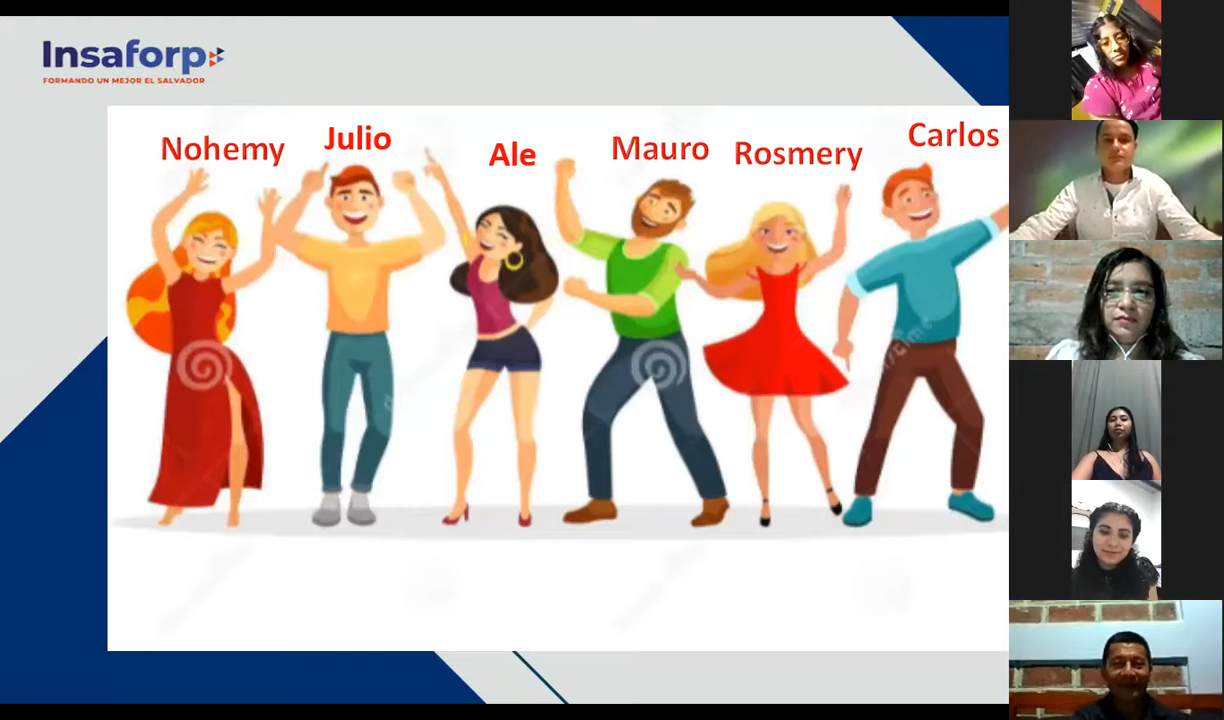 Insaforp
FORMANDO UN MEJOR EL SALVADOR
Nohemy
Julio
Ale
Mauro
Rosmery
Carlos